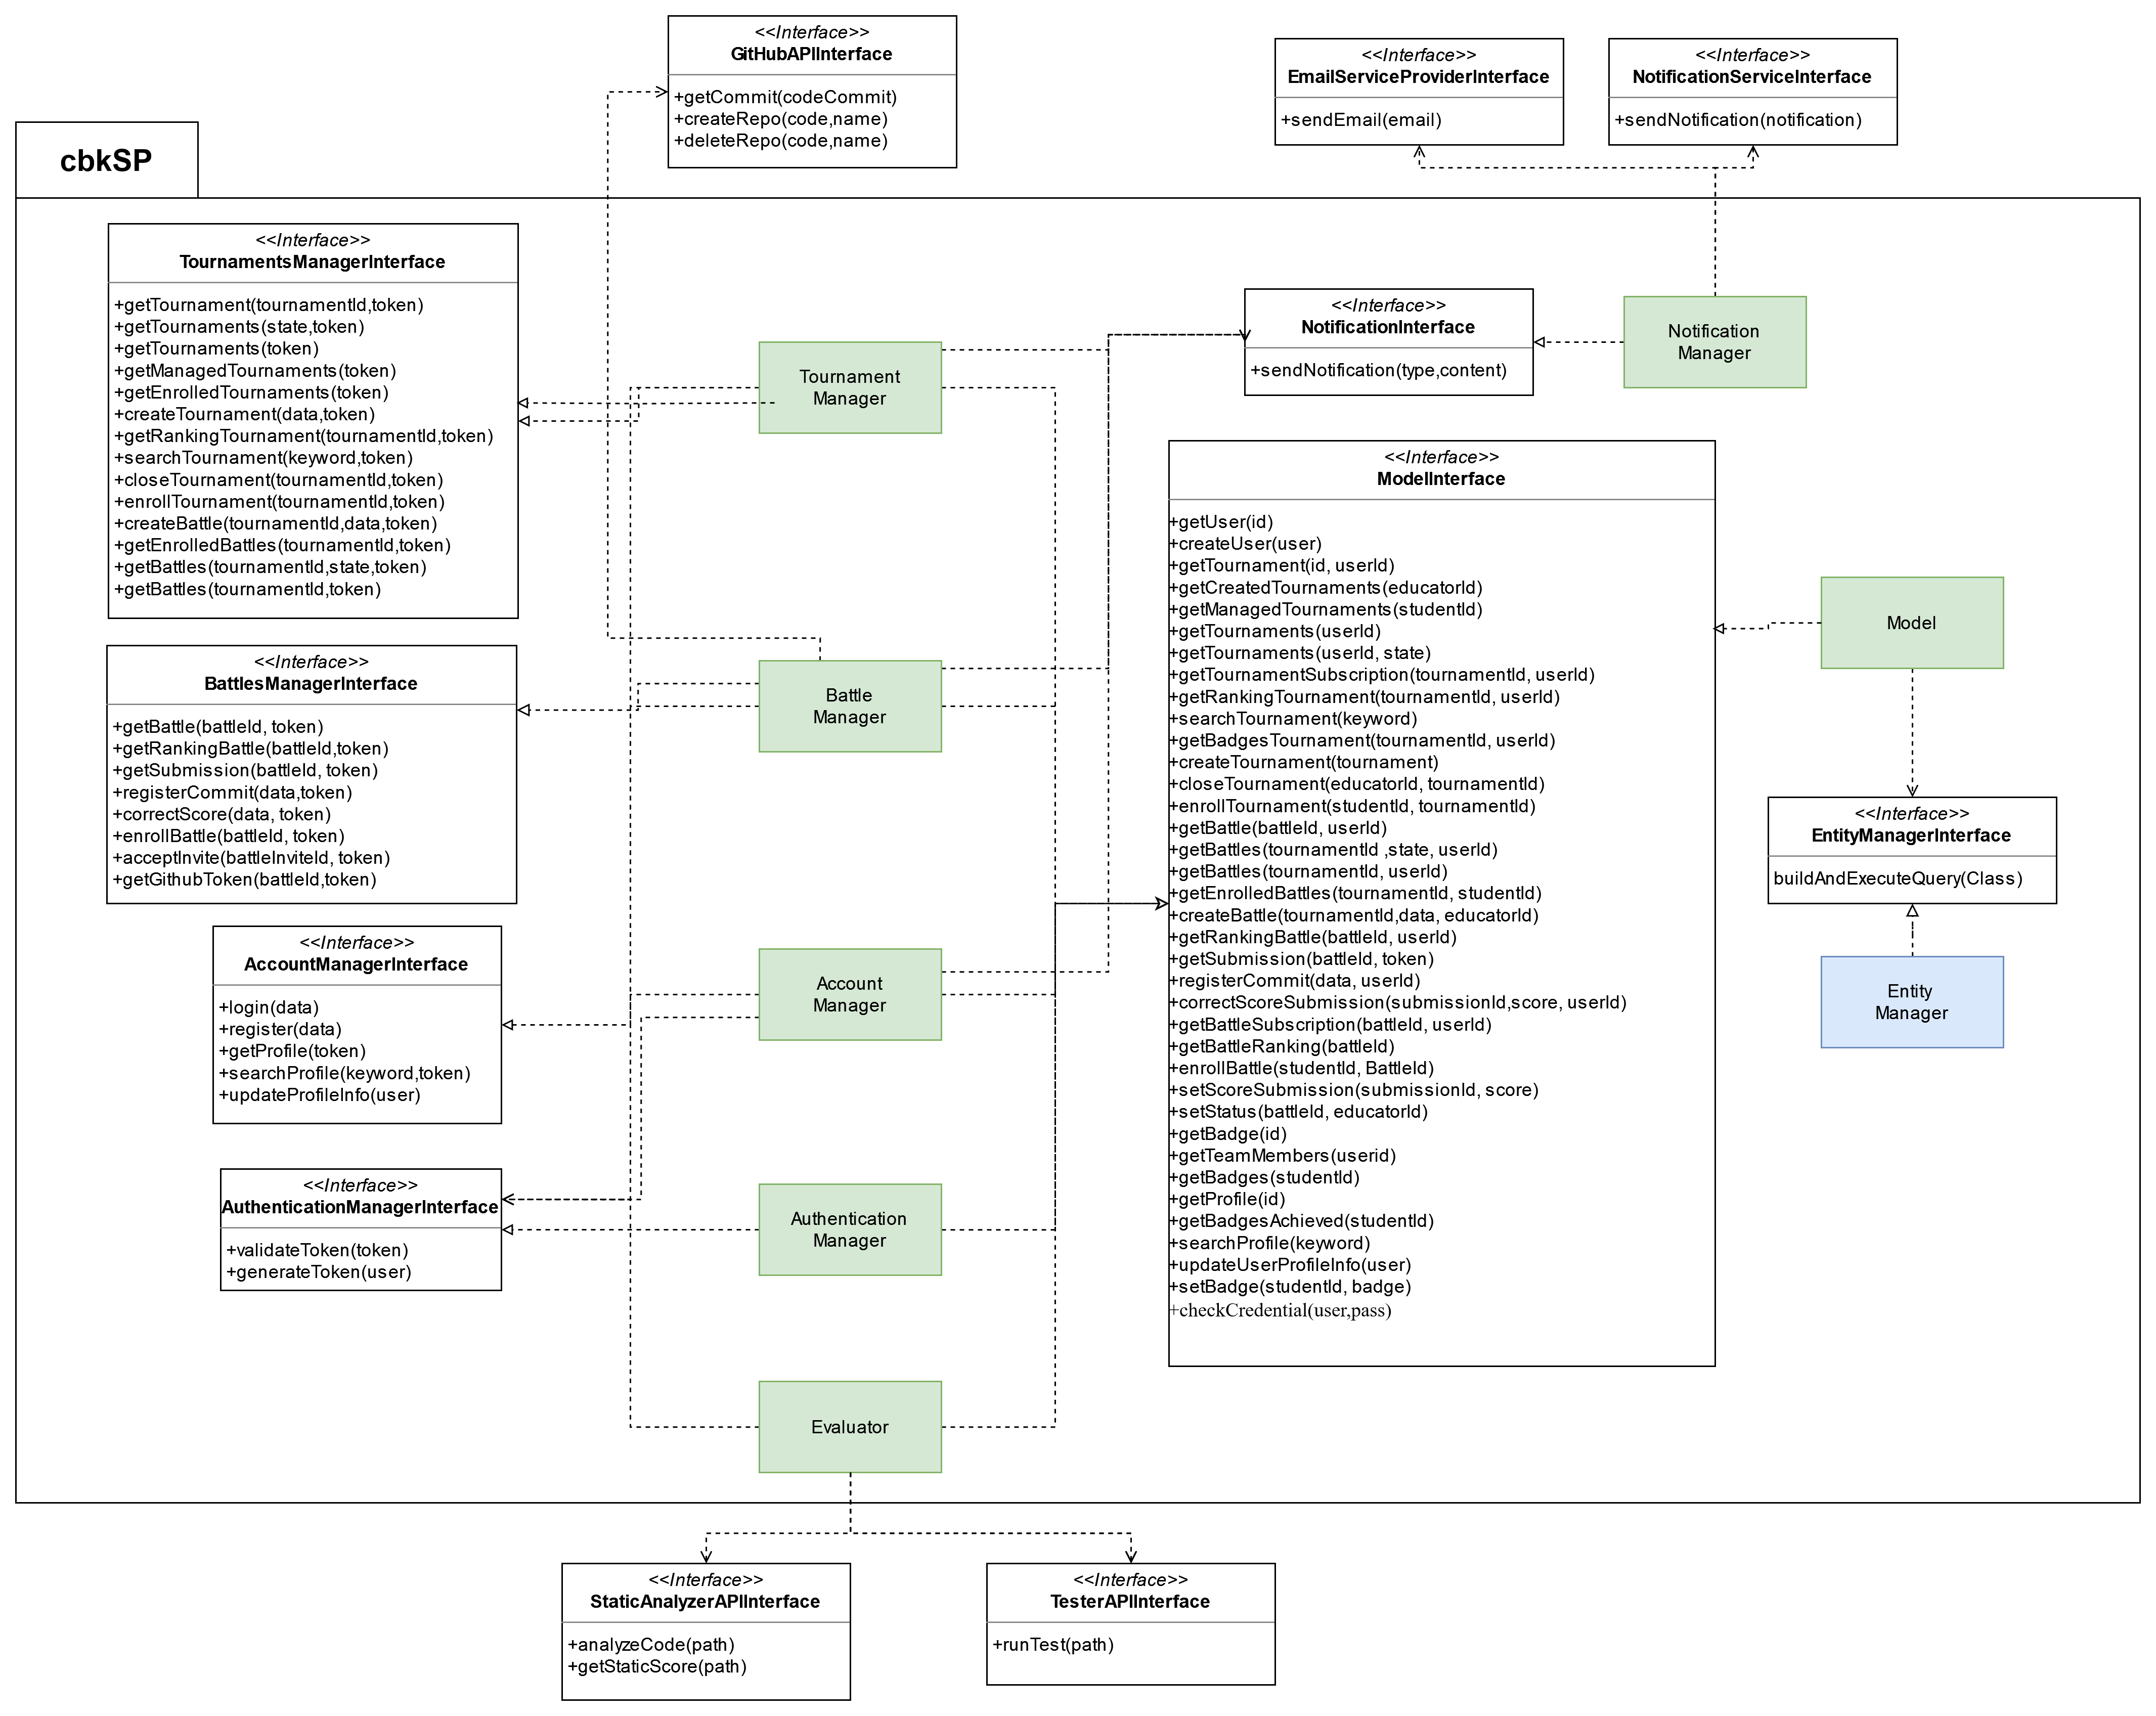 <<Interface>>
GitHubAPIInterface
+getCommit(codeCommit)
+createRepo(code,name)
+deleteRepo(code,name)
<<Interface>>
EmailServiceProviderInterface
+sendEmail(email)
<<Interface>>
NotificationServiceInterface
+sendNotification(notification)
cbkSP
<<Interface>>
TournamentsManagerInterface
+getTournament(tournamentId,token)
+getTournaments(state,token)
+getTournaments(token)
+getManagedTournaments(token)
+getEnrolledTournaments(token)
+createTournament(data,token)
+getRankingTournament(tournamentId,token)
+searchTournament(keyword,token)
+closeTournament(tournamentId,token)
+enrollTournament(tournamentId,token)
+createBattle(tournamentId,data,token)
+getEnrolledBattles(tournamentId,token)
+getBattles(tournamentId,state,token)
+getBattles(tournamentId,token)
<<Interface>>
BattlesManagerInterface
+getBattle(battleId, token)
+getRankingBattle(battleId,token)
+getSubmission(battleId, token)
+registerCommit(data,token)
+correctScore(data, token)
+enrollBattle(battleId, token)
+acceptInvite(battleInviteId, token)
+getGithubToken(battleId,token)
<<Interface>>
AccountManagerInterface
+login(data)
+register(data)
+getProfile(token)
+searchProfile(keyword,token)
+updateProfileInfo(user)
<<Interface>>
AuthenticationManagerInterface
+validateToken(token)
+generateToken(user)
Tournament
Manager
Battle
Manager
Account
Manager
Authentication
Manager
Evaluator
<<Interface>>
NotificationInterface
+sendNotification(type,content)
Notification
Manager
<<Interface>>
ModelInterface
+getUser(id)
+createUser(user)
+getTournament(id, userId)
+getCreatedTournaments(educatorId)
+getManagedTournaments(studentId)
+getTournaments(userId)
+getTournaments(userId, state)
+getTournamentSubscription(tournamentId, userId)
+getRankingTournament(tournamentId, userId)
+searchTournament(keyword)
+getBadgesTournament(tournamentId, userId)
+createTournament(tournament)
+closeTournament(educatorId, tournamentId)
+enrollTournament(studentId, tournamentId)
+getBattle(battleId, userId)
+getBattles(tournamentId ,state, userId)
+getBattles(tournamentId, userId)
+getEnrolledBattles(tournamentId, studentId)
+createBattle(tournamentId,data, educatorId)
+getRankingBattle(battleId, userId)
+getSubmission(battleId, token)
+registerCommit(data, userId)
+correctScoreSubmission(submissionId,score, userId)
+getBattleSubscription(battleId, userId)
+getBattleRanking(battleId)
+enrollBattle(studentId, BattleId)
+setScoreSubmission(submissionId, score)
+setStatus(battleId, educatorId)
+getBadge(id)
+getTeamMembers(userid)
+getBadges(studentId)
+getProfile(id)
+getBadgesAchieved(studentId)
+searchProfile(keyword)
+updateUserProfileInfo(user)
+setBadge(studentId, badge)
+checkCredential(user,pass)
Model
<<Interface>>
EntityManagerInterface
buildAndExecuteQuery(Class)
Entity
Manager
<<Interface>>
StaticAnalyzerAPIInterface
+analyzeCode(path)
+getStaticScore(path)
<<Interface>>
TesterAPIInterface
+runTest(path)